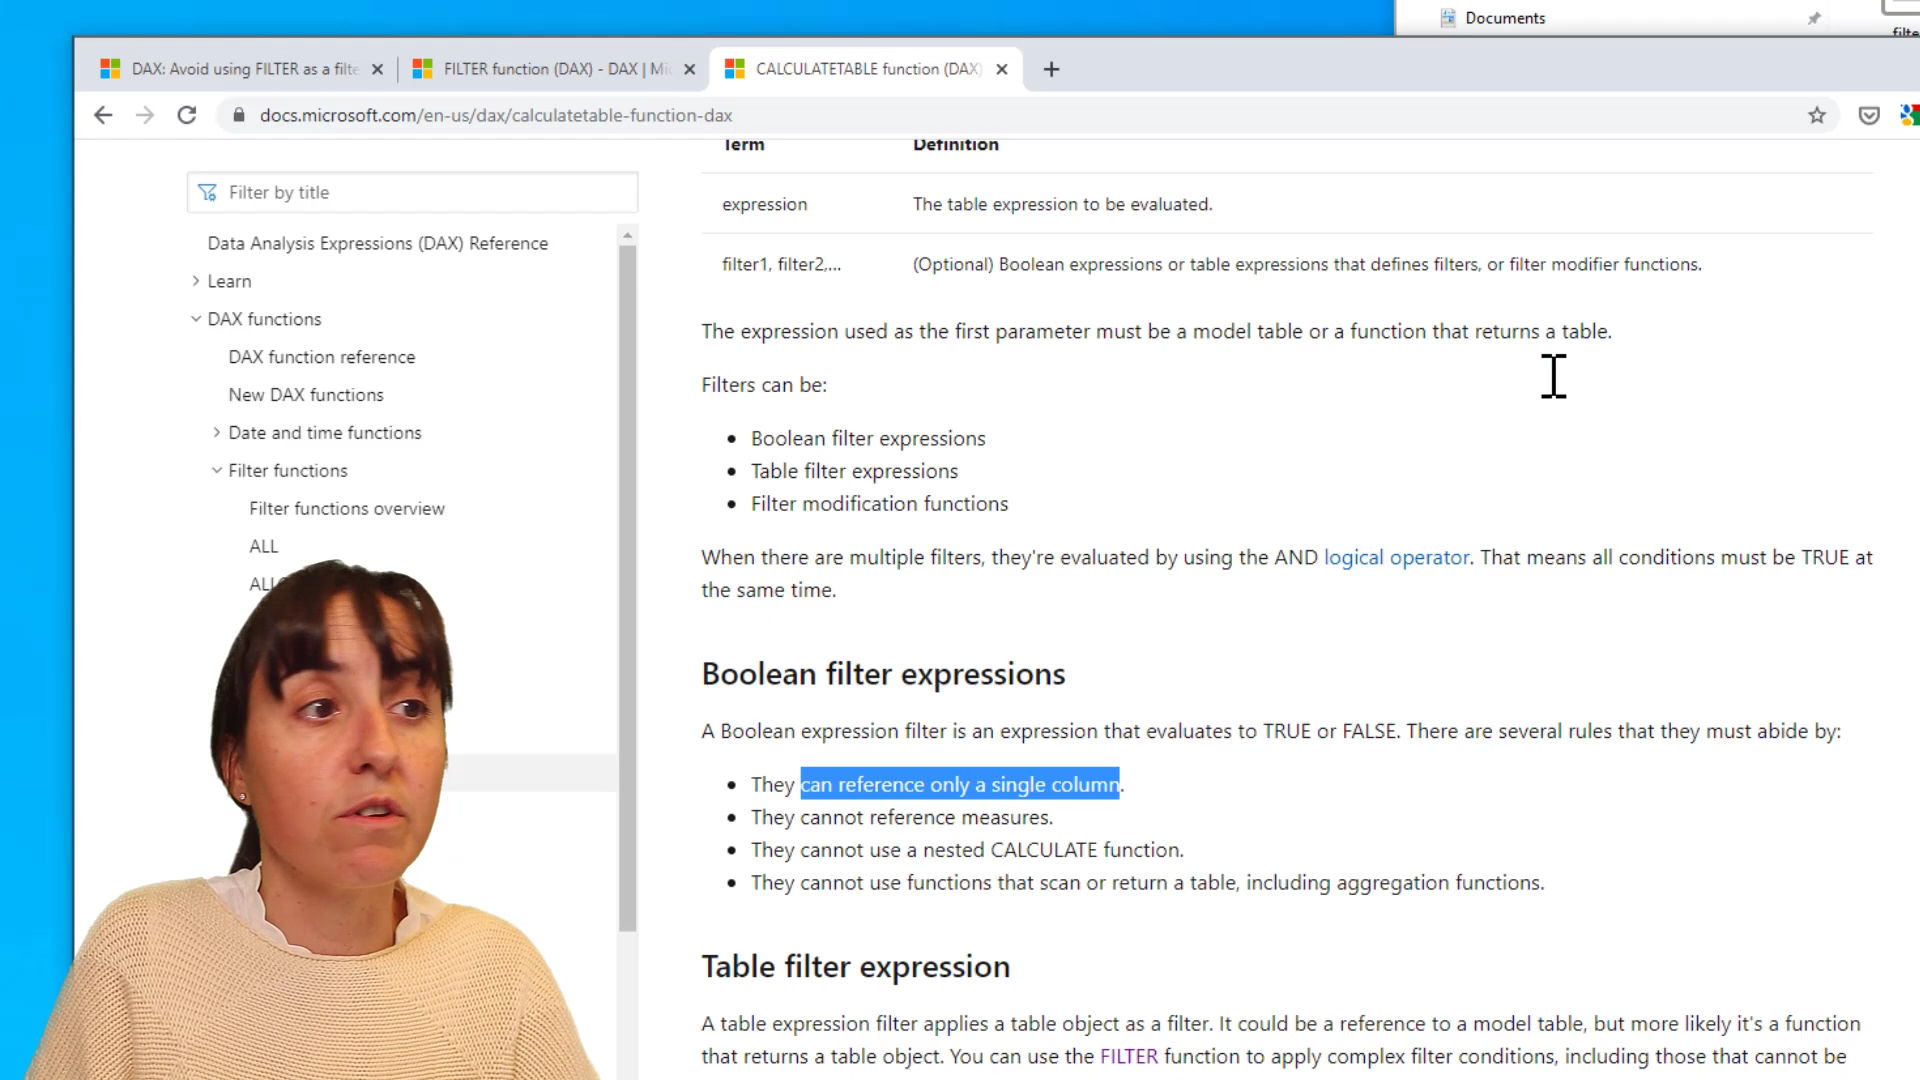 Documents
filte
DAX: Avoid using FILTER as a filte
FILTER function (DAX) - DAX | Mic
CALCULATETABLE function (DAX)
docs.microsoft.com/en-us/dax/calculatetable-function-dax
Filter by title
Data Analysis Expressions (DAX) Reference
Learn
DAX functions
DAX function reference
New DAX functions
Date and time functions
Filter functions
Filter functions overview
ALL
Term Definition
expression The table expression to be evaluated.
filter1, filter2,... (Optional) Boolean expressions or table expressions that defines filters, or filter modifier functions.
The expression used as the first parameter must be a model table or a function that returns a table.
Filters can be:
Boolean filter expressions
Table filter expressions
Filter modification functions
When there are multiple filters, they're evaluated by using the AND logical operator. That means all conditions must be TRUE at
the same time.
Boolean filter expressions
A Boolean expression filter is an expression that evaluates to TRUE or FALSE. There are several rules that they must abide by:
They can reference only a single column.
They cannot reference measures.
They cannot use a nested CALCULATE function.
They cannot use functions that scan or return a table, including aggregation functions.
Table filter expression
A table expression filter applies a table object as a filter. It could be a reference to a model table, but more likely it's a function
that returns a table object. You can use the FILTER function to apply complex filter conditions, including those that cannot be